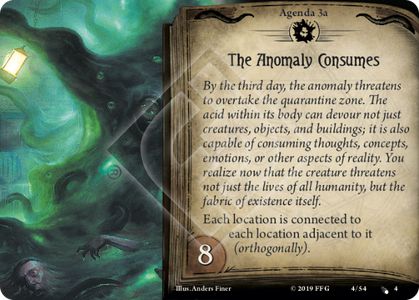 Agenda 3a
The Anomaly Consumes
By the third day, the anomaly threatens
to overtake the quarantine zone. The
acid within its body can devour not just
creatures, objects, and buildings; it is also
capable of consuming thoughts, concepts,
emotions, or other aspects of reality. You
realize now that the creature threatens
not just the lives of all humanity, but the
fabric of existence itself.
Each location is connected to
each location adjacent to it
(orthogonally).
8
Illus. Anders Finer
© 2019 FFG
4/54
4